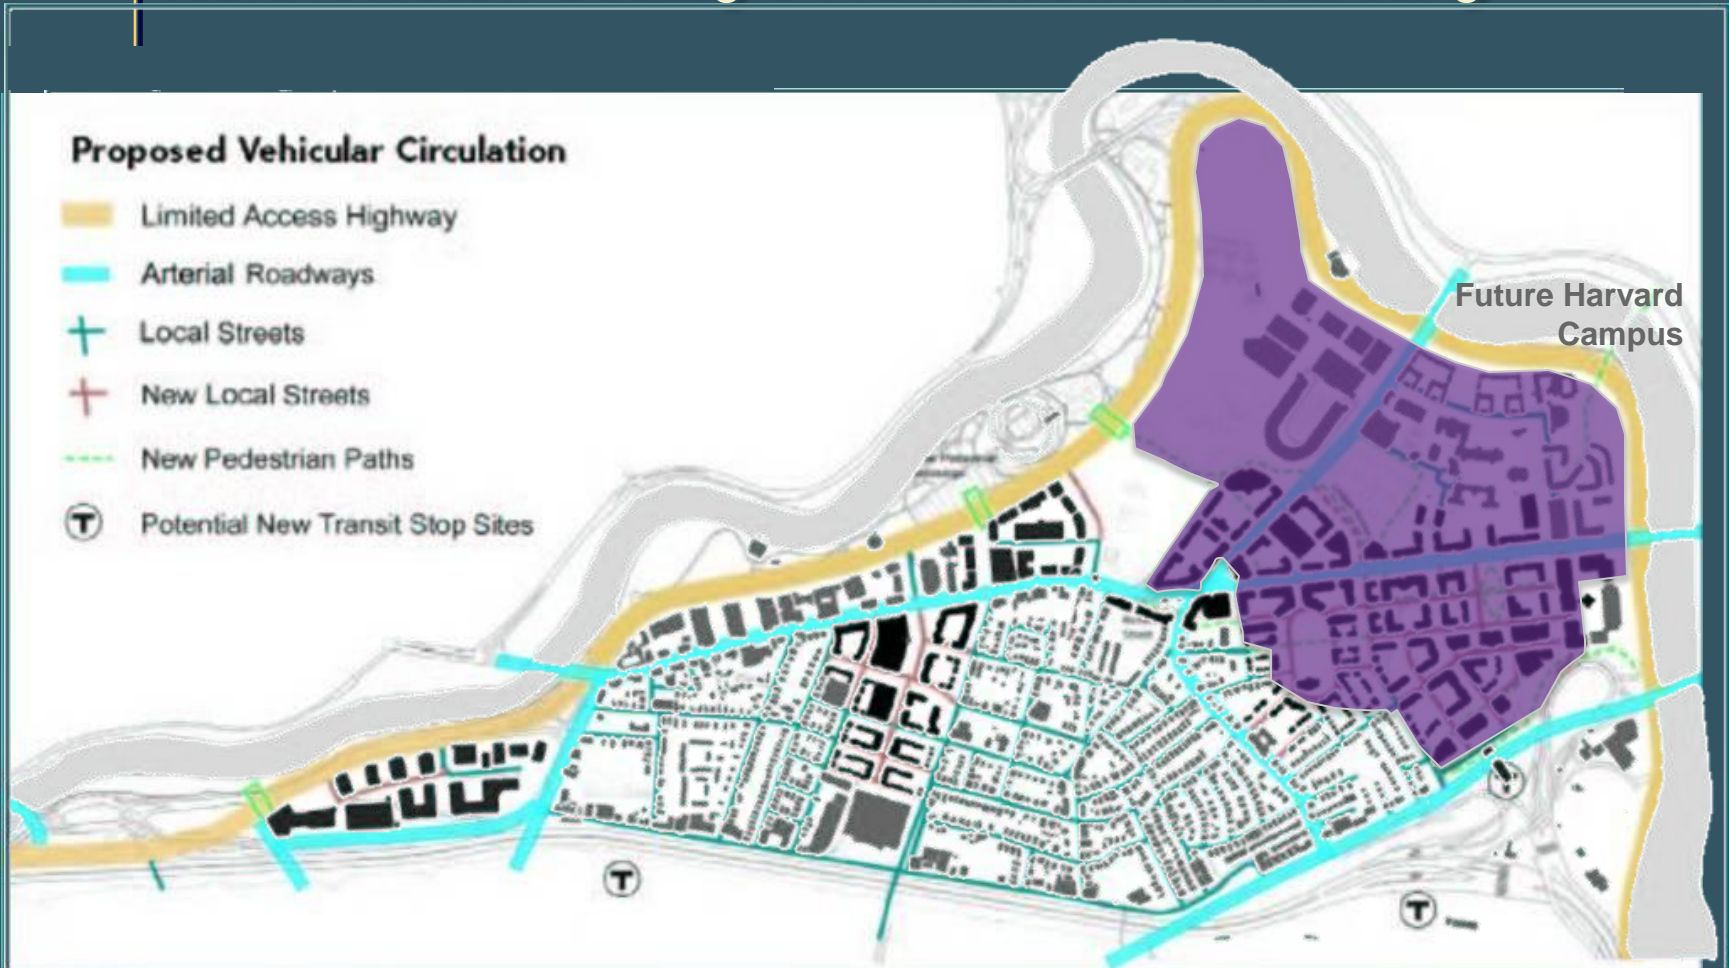 Proposed Vehicular Circulation
Limited Access Highway
Arterial Roadways
Local Streets
New Local Streets
New Pedestrian Paths
T
Potential New Transit Stop Sites
Future Harvard
Campus
T
T